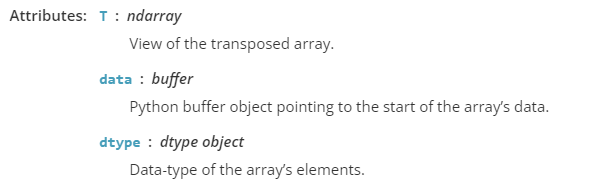 Attributes: T : ndarray
View of the transposed array.
data : buffer
Python buffer object pointing to the start of the array’s data.
dtype : dtype object
Data-type of the array’s elements.